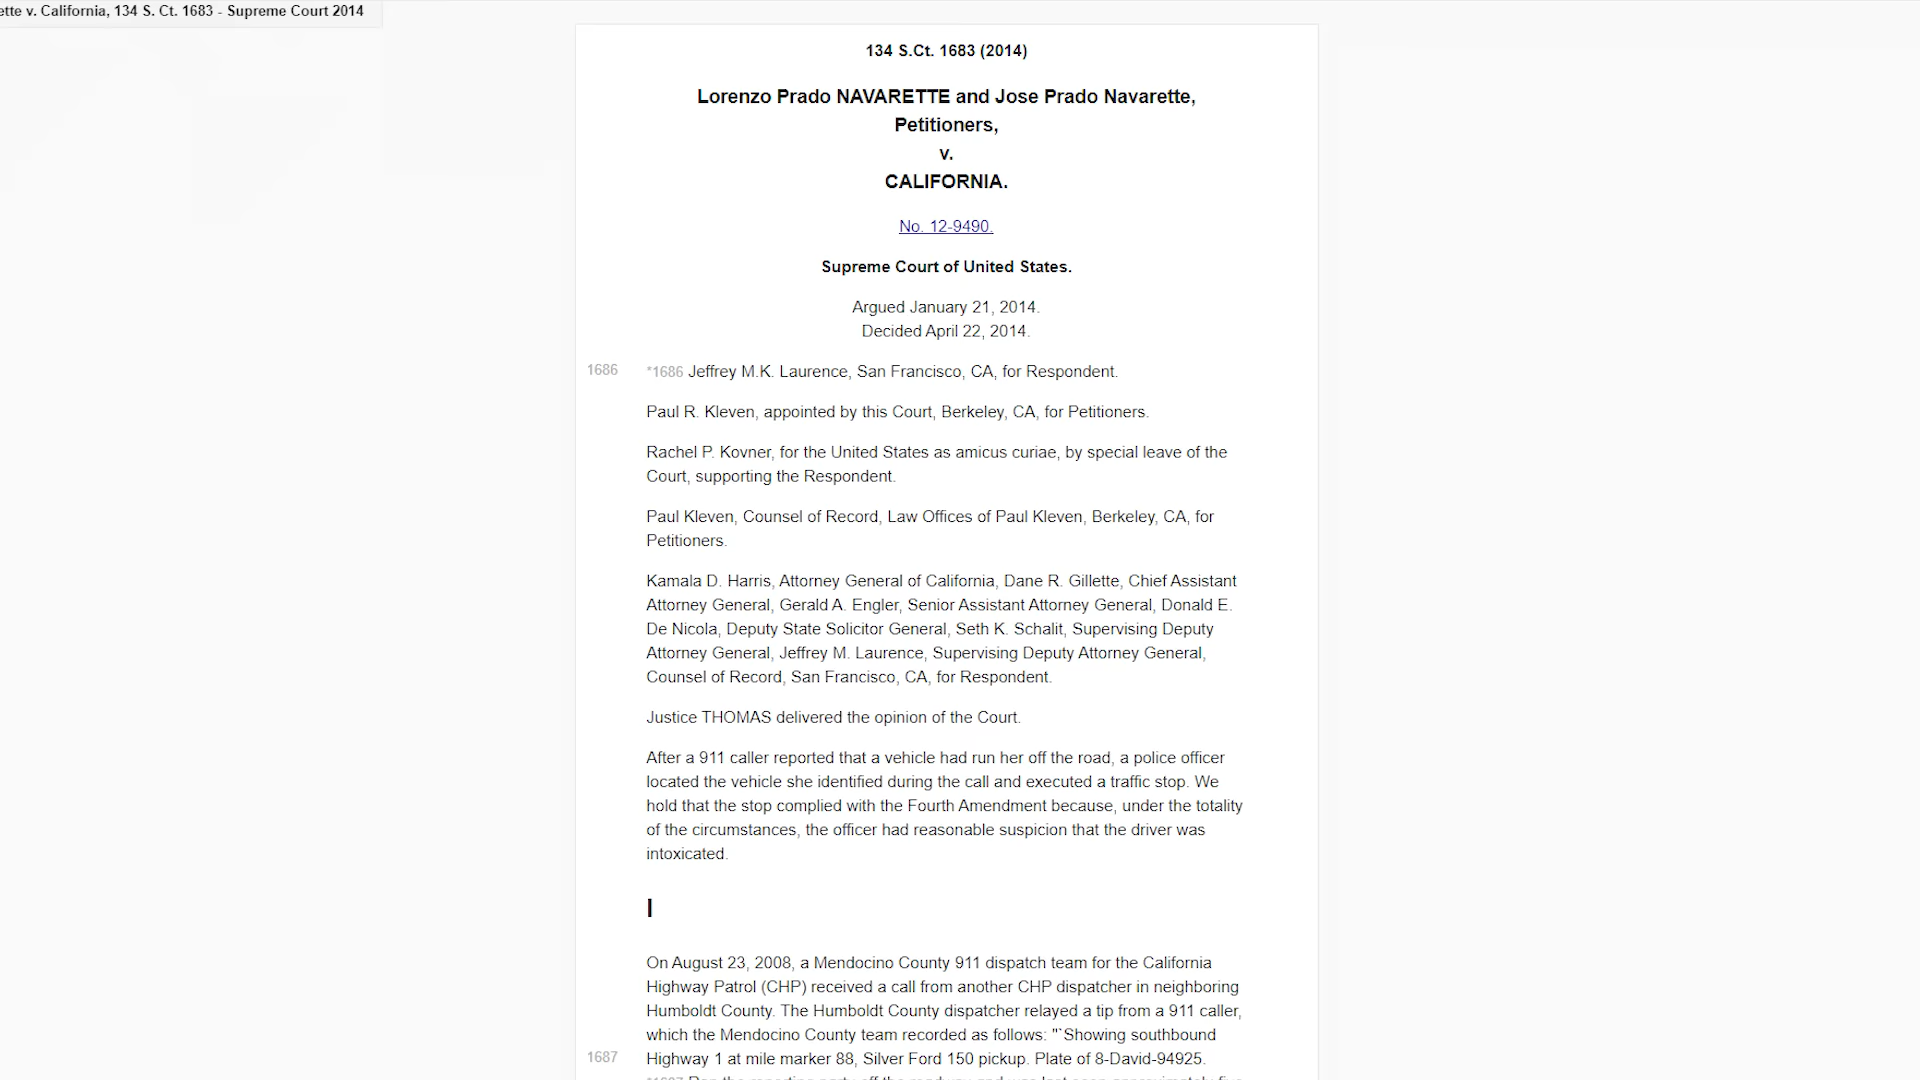 ette v. California, 134 S. Ct. 1683 - Supreme Court 2014
134 S.Ct. 1683 (2014)
Lorenzo Prado NAVARETTE and Jose Prado Navarette,
Petitioners,
v.
CALIFORNIA.
No. 12-9490.
Supreme Court of United States.
Argued January 21, 2014.
Decided April 22, 2014.
1686 *1686 Jeffrey M.K. Laurence, San Francisco, CA, for Respondent.
Paul R. Kleven, appointed by this Court, Berkeley, CA, for Petitioners.
Rachel P. Kovner, for the United States as amicus curiae, by special leave of the
Court, supporting the Respondent.
Paul Kleven, Counsel of Record, Law Offices of Paul Kleven, Berkeley, CA, for
Petitioners.
Kamala D. Harris, Attorney General of California, Dane R. Gillette, Chief Assistant
Attorney General, Gerald A. Engler, Senior Assistant Attorney General, Donald E.
De Nicola, Deputy State Solicitor General, Seth K. Schalit, Supervising Deputy
Attorney General, Jeffrey M. Laurence, Supervising Deputy Attorney General,
Counsel of Record, San Francisco, CA, for Respondent.
Justice THOMAS delivered the opinion of the Court.
After a 911 caller reported that a vehicle had run her off the road, a police officer
located the vehicle she identified during the call and executed a traffic stop. We
hold that the stop complied with the Fourth Amendment because, under the totality
of the circumstances, the officer had reasonable suspicion that the driver was
intoxicated.
I
On August 23, 2008, a Mendocino County 911 dispatch team for the California
Highway Patrol (CHP) received a call from another CHP dispatcher in neighboring
Humboldt County. The Humboldt County dispatcher relayed a tip from a 911 caller,
which the Mendocino County team recorded as follows: "`Showing southbound
1687 Highway 1 at mile marker 88, Silver Ford 150 pickup. Plate of 8-David-94925.